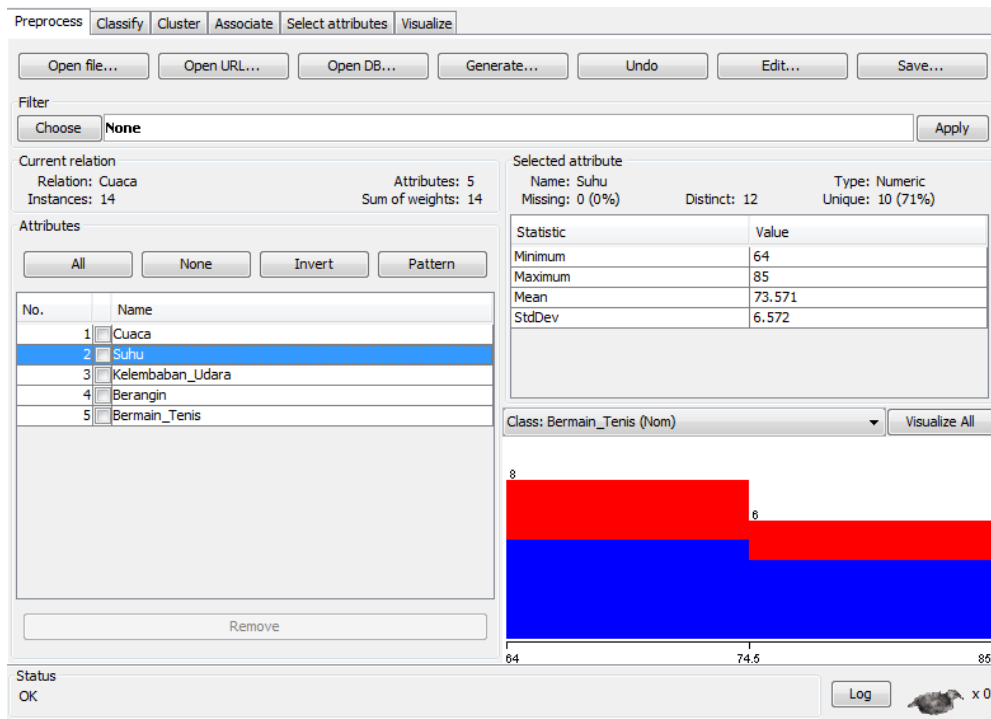 Preprocess Classify Cluster Associate Select attributes Visualize
Open file... Open URL... Open DB... Generate... Undo Edit... Save...
Filter
Choose None Apply
Current relation
Relation: Cuaca Attributes: 5
Instances: 14 Sum of weights: 14
Attributes
All None Invert Pattern
No. Name
1 Cuaca
2 Suhu
3 Kelembaban_Udara
4 Berangin
5 Bermain_Tenis
Remove
Selected attribute
Name: Suhu Type: Numeric
Missing: 0 (0%) Distinct: 12 Unique: 10 (71%)
Statistic Value
Minimum 64
Maximum 85
Mean 73.571
StdDev 6.572
Class: Bermain_Tenis (Nom) Visualize All
8
6
64 74.5 85
Status
OK Log x 0